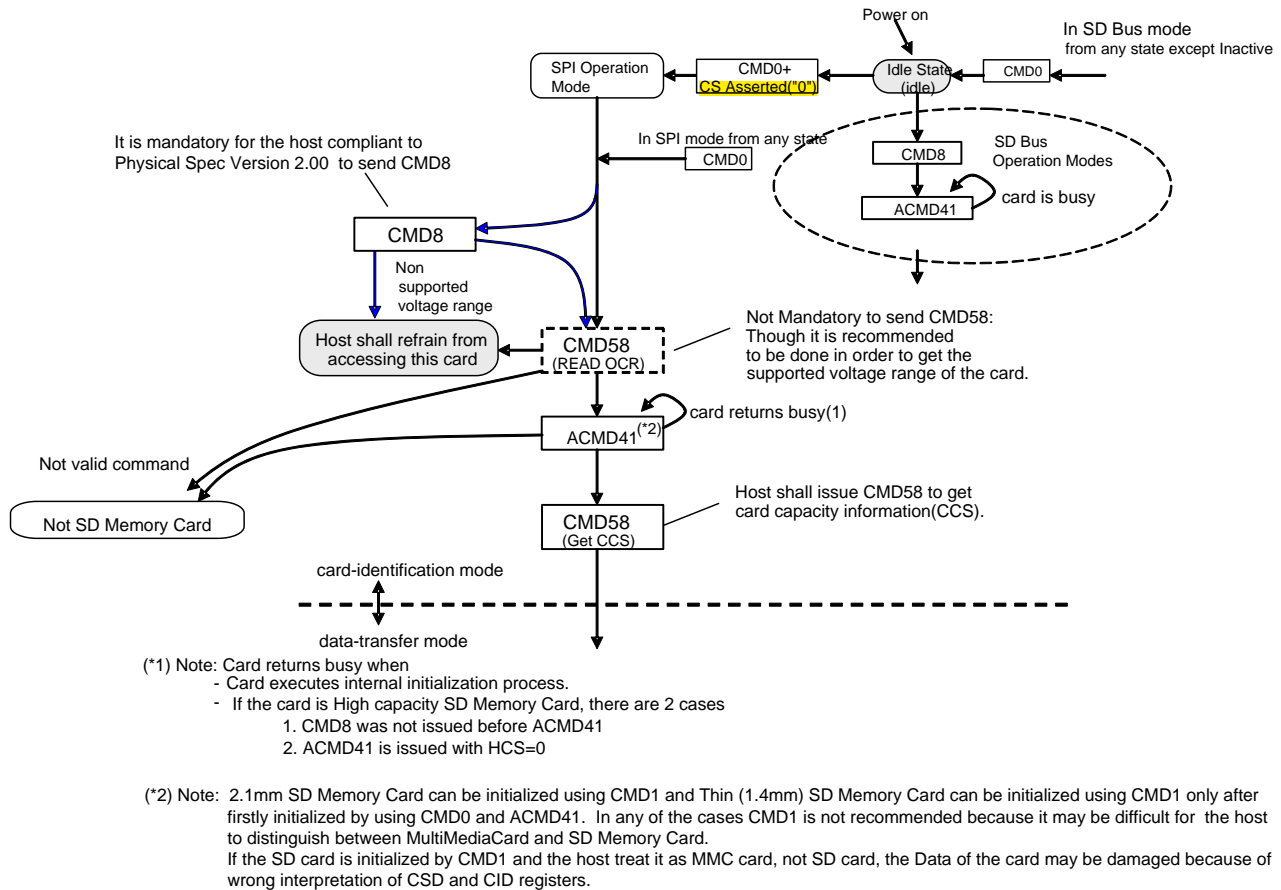 Power on
In SD Bus mode
from any state except Inactive
SPI Operation
Mode
CMD0+
CS Asserted("0")
Idle State
(idle)
CMD0
It is mandatory for the host compliant to
Physical Spec Version 2.00 to send CMD8
In SPI mode from any state
CMD0
CMD8
SD Bus
Operation Modes
ACMD41
card is busy
CMD8
Non
supported
voltage range
Host shall refrain from
accessing this card
CMD58
(READ OCR)
Not Mandatory to send CMD58:
Though it is recommended
to be done in order to get the
supported voltage range of the card.
card returns busy(1)
ACMD41(*2)
Not valid command
Not SD Memory Card
CMD58
(Get CCS)
Host shall issue CMD58 to get
card capacity information(CCS).
card-identification mode
data-transfer mode
(*1) Note: Card returns busy when
- Card executes internal initialization process.
- If the card is High capacity SD Memory Card, there are 2 cases
1. CMD8 was not issued before ACMD41
2. ACMD41 is issued with HCS=0
(*2) Note: 2.1mm SD Memory Card can be initialized using CMD1 and Thin (1.4mm) SD Memory Card can be initialized using CMD1 only after
firstly initialized by using CMD0 and ACMD41. In any of the cases CMD1 is not recommended because it may be difficult for the host
to distinguish between MultiMediaCard and SD Memory Card.
If the SD card is initialized by CMD1 and the host treat it as MMC card, not SD card, the Data of the card may be damaged because of
wrong interpretation of CSD and CID registers.